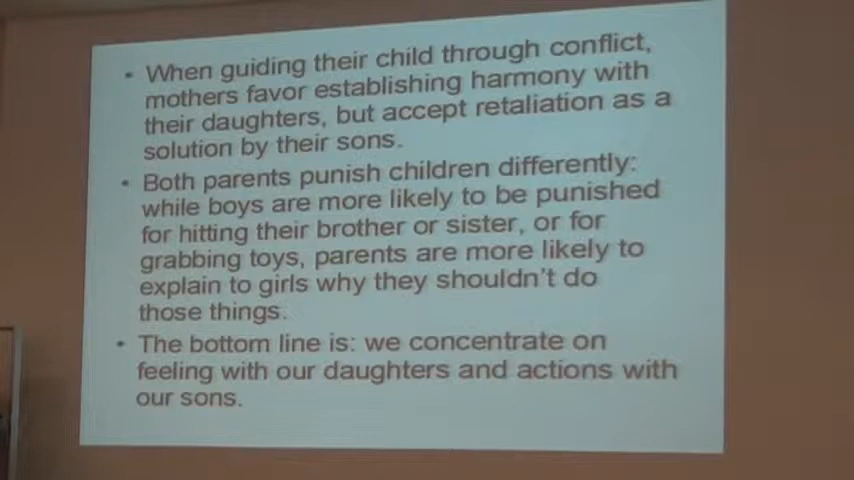 • When guiding their child through conflict,
mothers favor establishing harmony with
their daughters, but accept retaliation as a
solution by their sons.
• Both parents punish children differently:
while boys are more likely to be punished
for hitting their brother or sister, or for
grabbing toys, parents are more likely to
explain to girls why they shouldn't do
those things.
• The bottom line is: we concentrate on
feeling with our daughters and actions with
our sons.